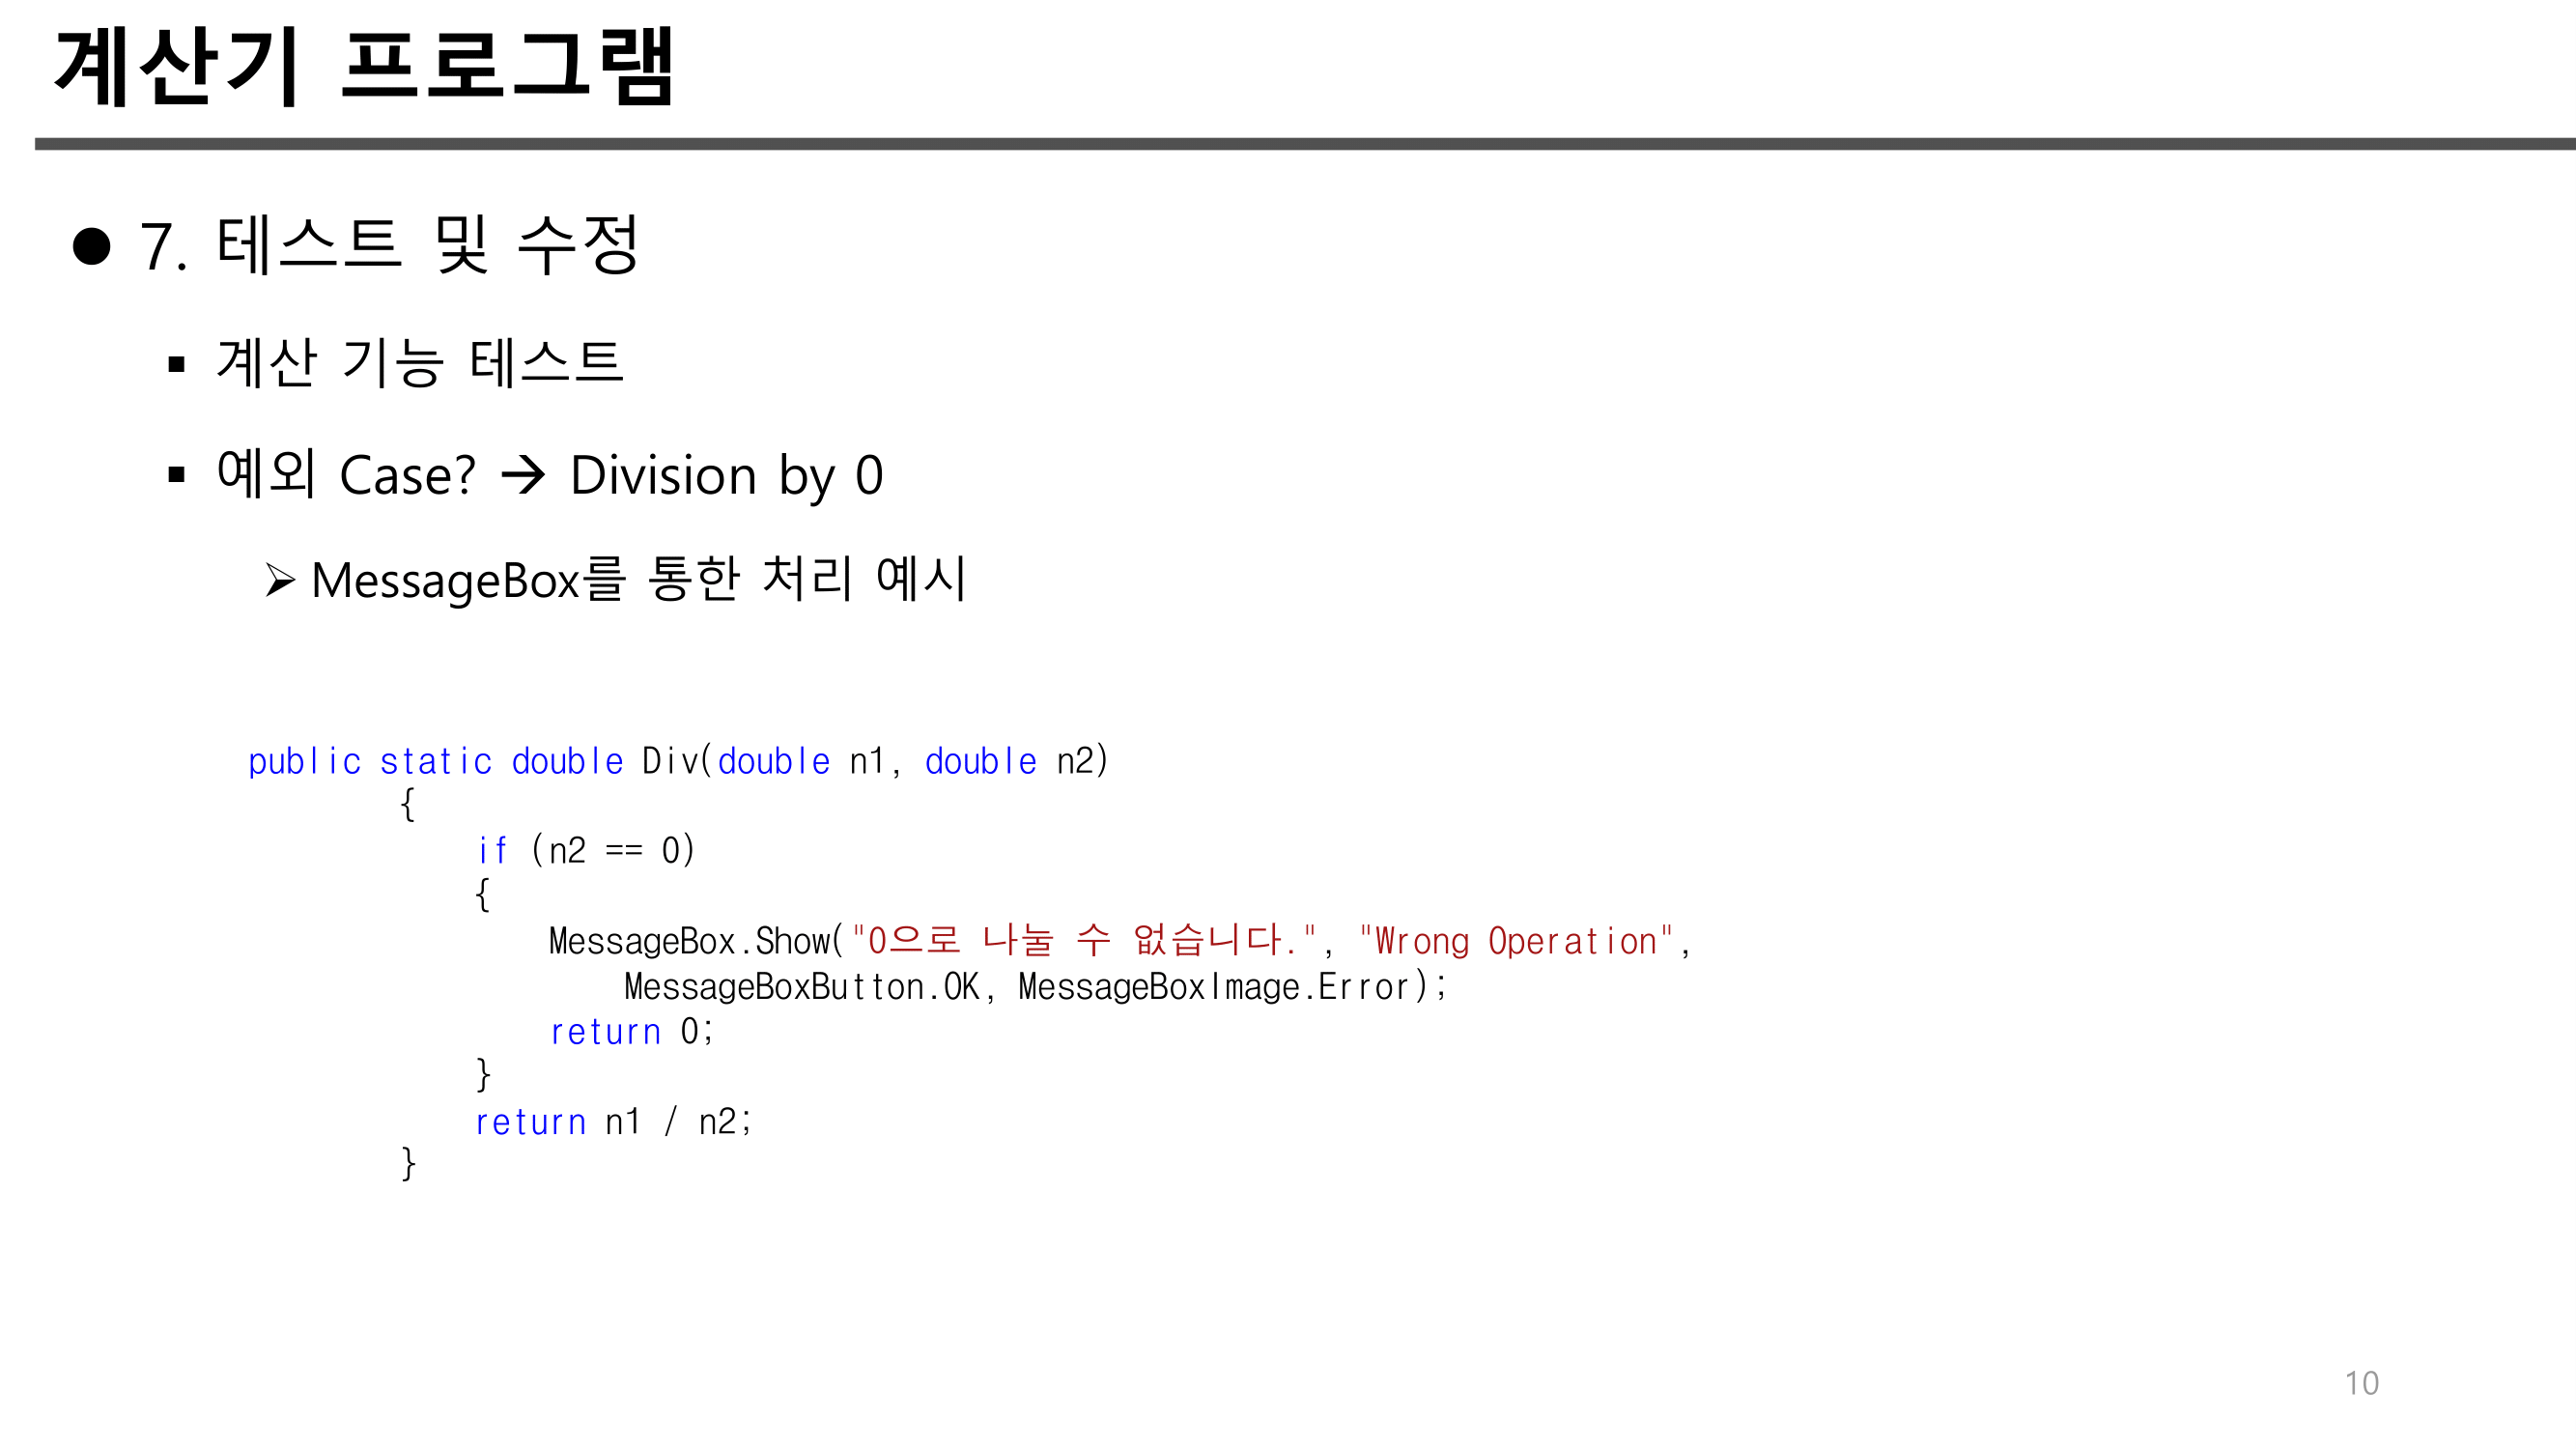 계산기 프로그램
● 7. 테스트 및 수정
▪ 계산 기능 테스트
▪ 예외 Case? → Division by 0
➢ MessageBox를 통한 처리 예시
public static double Div(double n1, double n2)
{
if (n2 == 0)
{
MessageBox.Show("0으로 나눌 수 없습니다.", "Wrong Operation",
MessageBoxButton.OK, MessageBoxImage.Error);
return 0;
}
return n1 / n2;
}
10